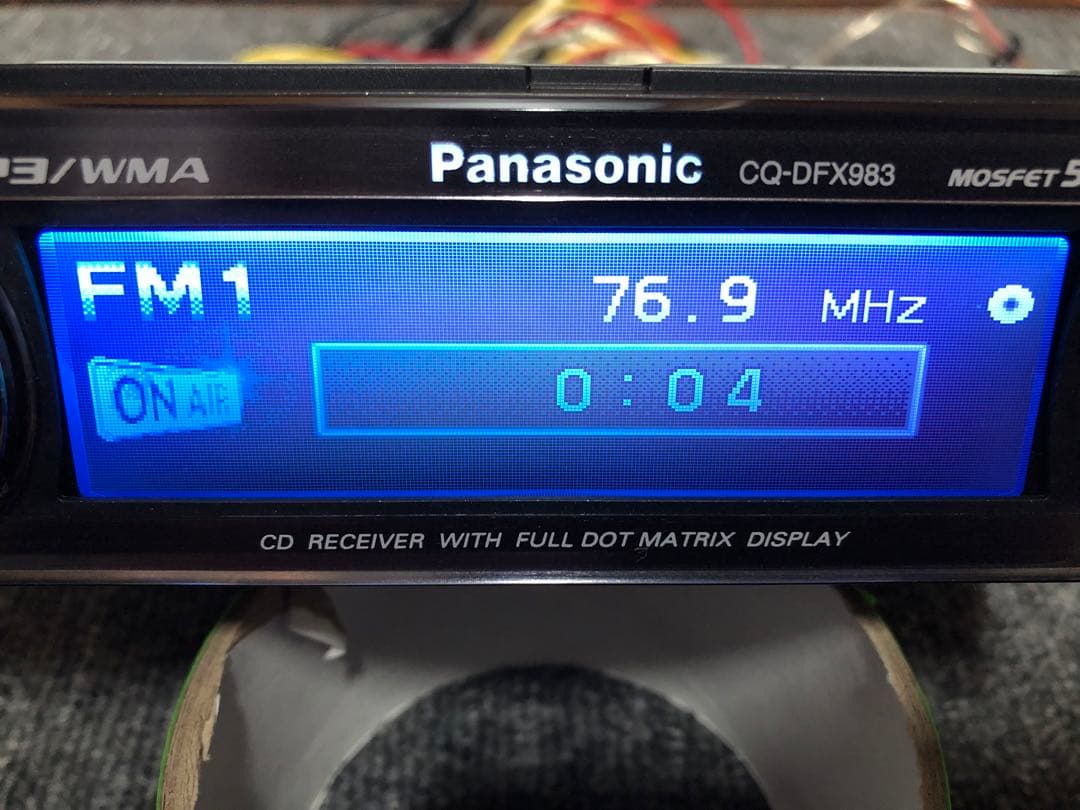 P3/WMA Panasonic CQ-DFX983 MOSFET 5
FM1 76.9 MHz
ON AIR 0:04
CD RECEIVER WITH FULL DOT MATRIX DISPLAY